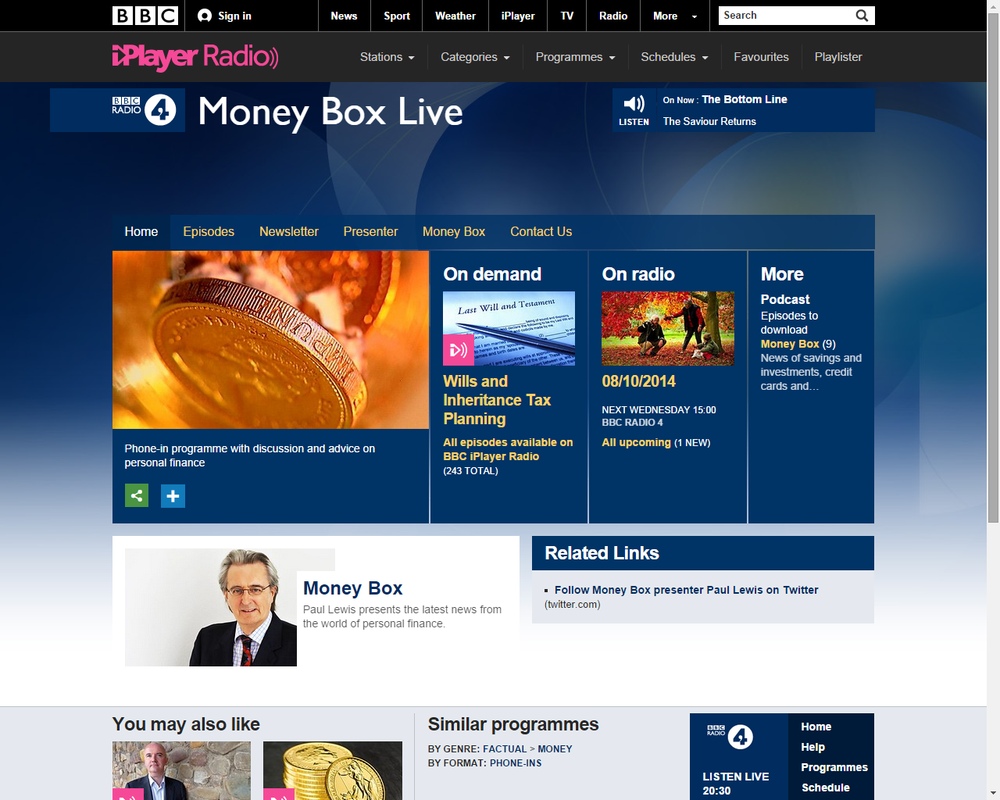 BBC
Sign in
News
Sport
Weather
iPlayer
TV
Radio
More
Search
iPlayer Radio
Stations
Categories
Programmes
Schedules
Favourites
Playlister
BBC
RADIO 4
Money Box Live
LISTEN
On Now : The Bottom Line
The Saviour Returns
Home
Episodes
Newsletter
Presenter
Money Box
Contact Us
Phone-in programme with discussion and advice on
personal finance
On demand
Last Will and Testament
Wills and
Inheritance Tax
Planning
All episodes available on
BBC iPlayer Radio
(243 TOTAL)
On radio
08/10/2014
NEXT WEDNESDAY 15:00
BBC RADIO 4
All upcoming (1 NEW)
More
Podcast
Episodes to
download
Money Box (9)
News of savings and
investments, credit
cards and...
Money Box
Paul Lewis presents the latest news from
the world of personal finance.
Related Links
Follow Money Box presenter Paul Lewis on Twitter
(twitter.com)
You may also like
Similar programmes
BY GENRE: FACTUAL > MONEY
BY FORMAT: PHONE-INS
BBC
RADIO 4
LISTEN LIVE
20:30
Home
Help
Programmes
Schedule